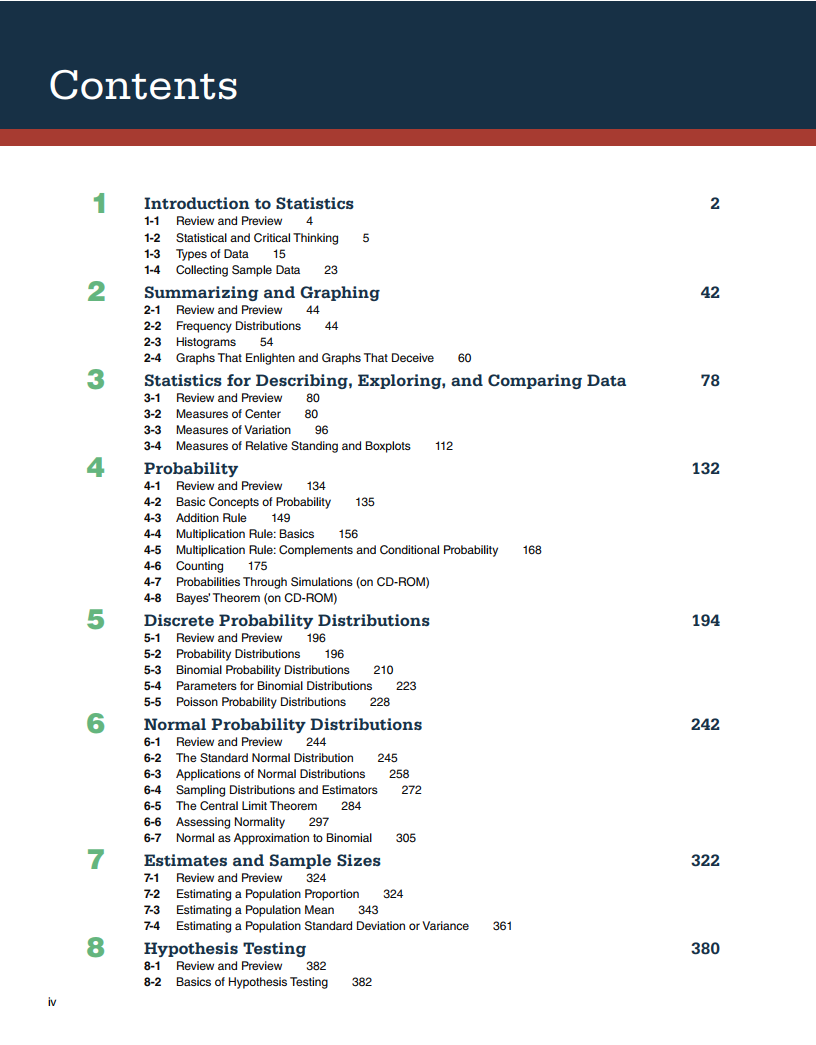 Contents
1 Introduction to Statistics 2
1-1 Review and Preview 4
1-2 Statistical and Critical Thinking 5
1-3 Types of Data 15
1-4 Collecting Sample Data 23
2 Summarizing and Graphing 42
2-1 Review and Preview 44
2-2 Frequency Distributions 44
2-3 Histograms 54
2-4 Graphs That Enlighten and Graphs That Deceive 60
3 Statistics for Describing, Exploring, and Comparing Data 78
3-1 Review and Preview 80
3-2 Measures of Center 80
3-3 Measures of Variation 96
3-4 Measures of Relative Standing and Boxplots 112
4 Probability 132
4-1 Review and Preview 134
4-2 Basic Concepts of Probability 135
4-3 Addition Rule 149
4-4 Multiplication Rule: Basics 156
4-5 Multiplication Rule: Complements and Conditional Probability 168
4-6 Counting 175
4-7 Probabilities Through Simulations (on CD-ROM)
4-8 Bayes' Theorem (on CD-ROM)
5 Discrete Probability Distributions 194
5-1 Review and Preview 196
5-2 Probability Distributions 196
5-3 Binomial Probability Distributions 210
5-4 Parameters for Binomial Distributions 223
5-5 Poisson Probability Distributions 228
6 Normal Probability Distributions 242
6-1 Review and Preview 244
6-2 The Standard Normal Distribution 245
6-3 Applications of Normal Distributions 258
6-4 Sampling Distributions and Estimators 272
6-5 The Central Limit Theorem 284
6-6 Assessing Normality 297
6-7 Normal as Approximation to Binomial 305
7 Estimates and Sample Sizes 322
7-1 Review and Preview 324
7-2 Estimating a Population Proportion 324
7-3 Estimating a Population Mean 343
7-4 Estimating a Population Standard Deviation or Variance 361
8 Hypothesis Testing 380
8-1 Review and Preview 382
8-2 Basics of Hypothesis Testing 382
iv